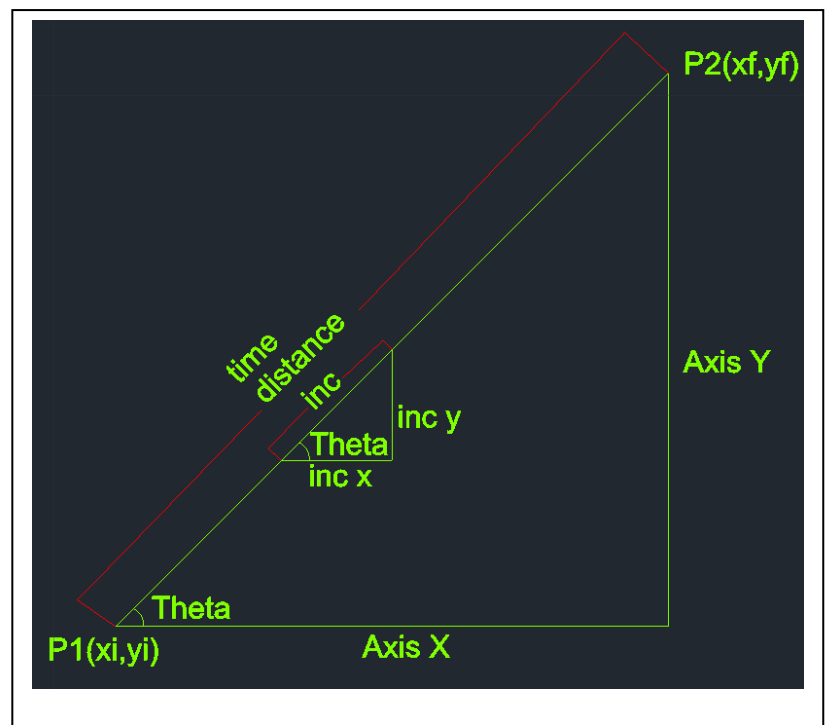 P2(xf,yf)
time
distance
inc
Axis Y
inc y
Theta
inc x
Theta
P1(xi,yi)
Axis X